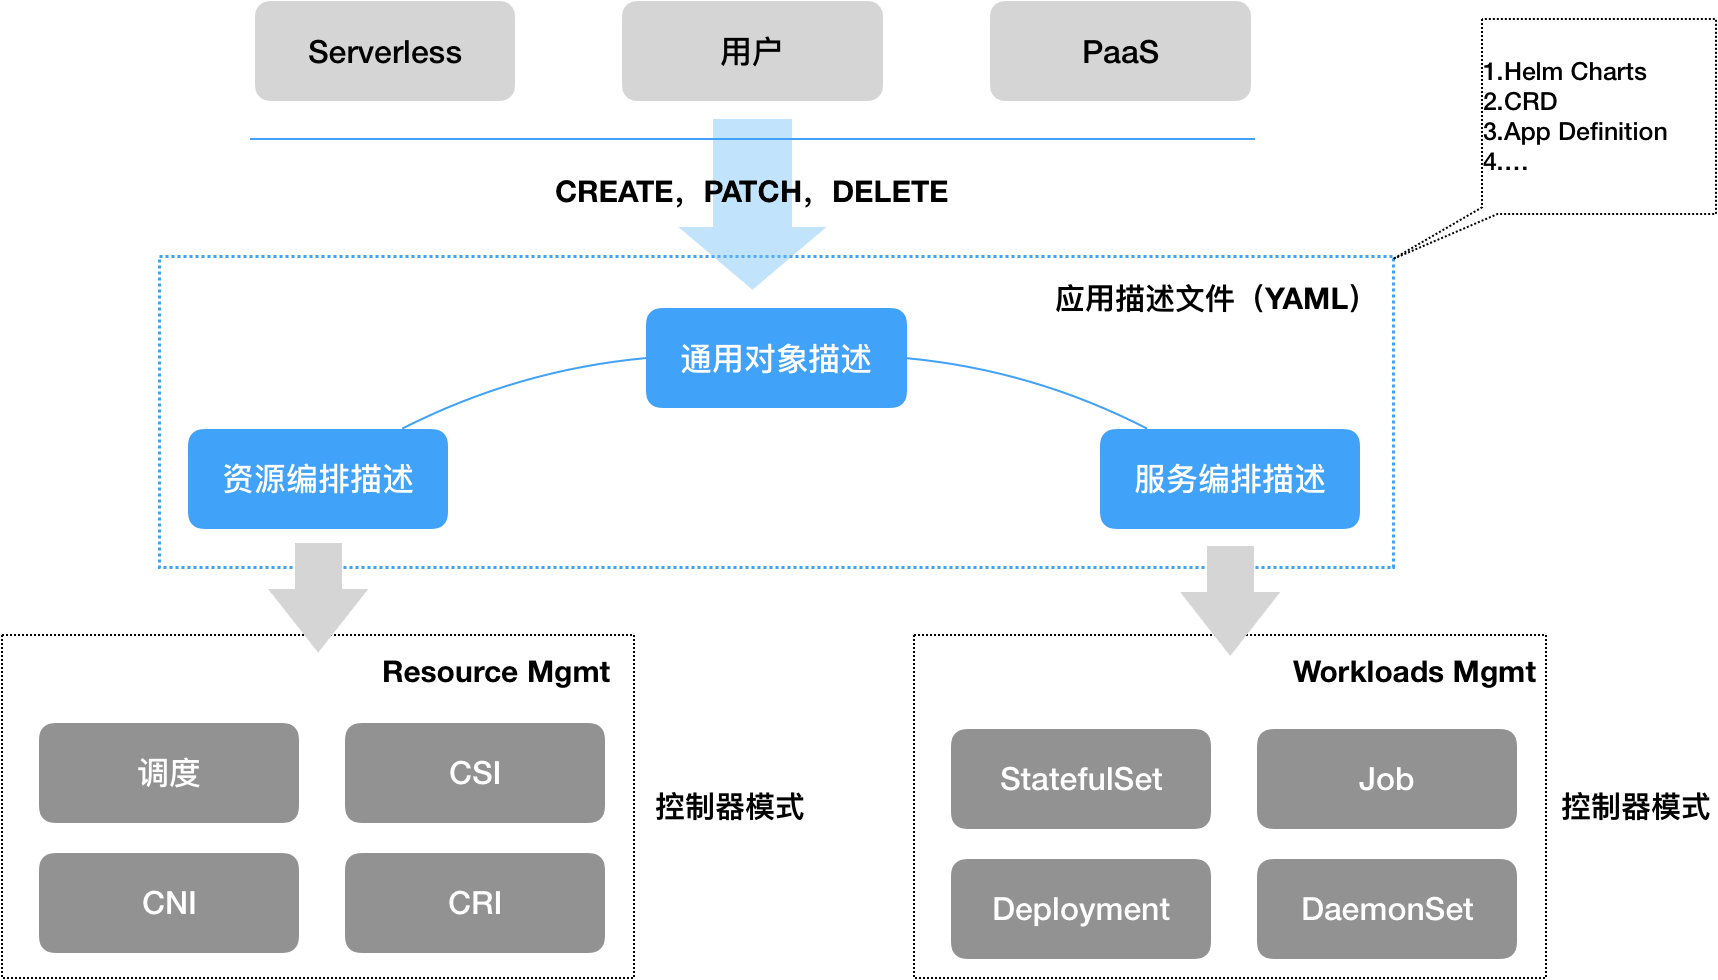 Serverless
用户
PaaS
1.Helm Charts
2.CRD
3.App Definition
4....
CREATE，PATCH，DELETE
应用描述文件（YAML）
通用对象描述
资源编排描述
服务编排描述
Resource Mgmt
调度
CSI
CNI
CRI
控制器模式
Workloads Mgmt
StatefulSet
Job
Deployment
DaemonSet
控制器模式